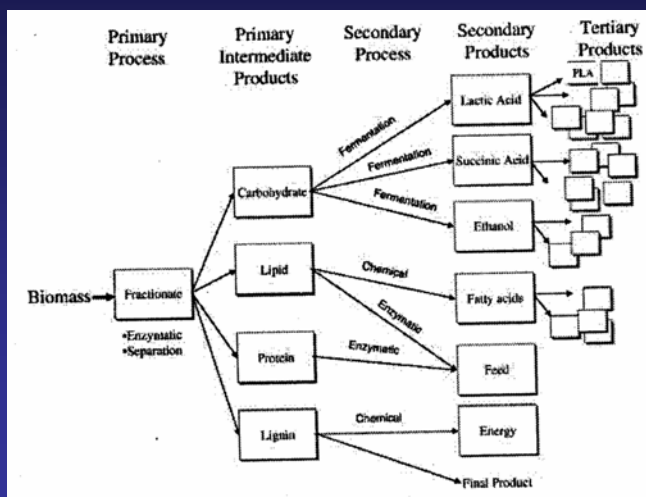 Primary
Process
Primary
Intermediate
Products
Secondary
Process
Secondary
Products
Tertiary
Products
Biomass
Fractionate
•Enzymatic
•Separation
Carbohydrate
Lipid
Protein
Lignin
Fermentation
Fermentation
Fermentation
Chemical
Enzymatic
Enzymatic
Chemical
Lactic Acid
Succinic Acid
Ethanol
Fatty acids
Feed
Energy
Final Product
PLA